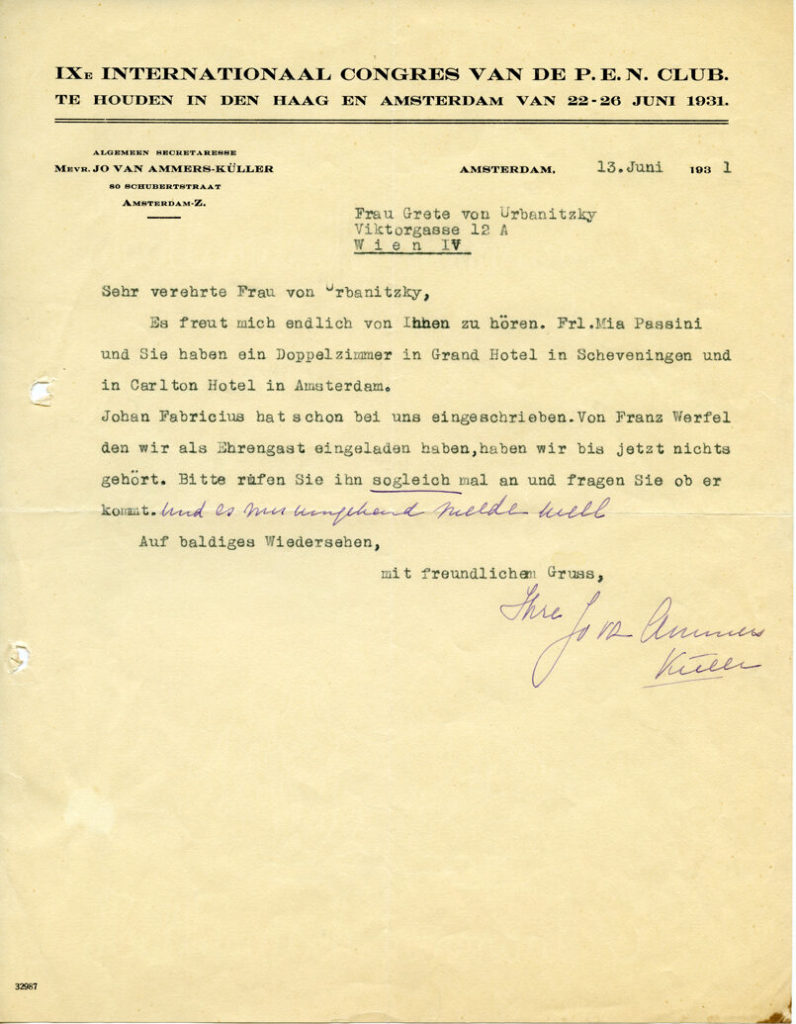 IXE INTERNATIONAAL CONGRES VAN DE P.E.N. CLUB.
TE HOUDEN IN DEN HAAG EN AMSTERDAM VAN 22-26 JUNI 1931.
ALGEMEEN SECRETARESSE
MEVR. JO VAN AMMERS-KÜLLER
80 SCHUBERTSTRAAT
AMSTERDAM-Z.
AMSTERDAM. 13.Juni 1931
Frau Grete von Urbanitzky
Viktorgasse 12 A
Wien IV
Sehr verehrte Frau von Urbanitzky,
Es freut mich endlich von Ihnen zu hören. Frl.Mia Passini
und Sie haben ein Doppelzimmer in Grand Hotel in Scheveningen und
in Carlton Hotel in Amsterdam.
Johan Fabricius hat schon bei uns eingeschrieben.Von Franz Werfel
den wir als Ehrengast eingeladen haben,haben wir bis jetzt nichts
gehört. Bitte rufen Sie ihn sogleich mal an und fragen Sie ob er
kommt. und es mir umgehend melden will
Auf baldiges Wiedersehen,
mit freundlichem Gruss,
Ihre Jo v Ammers
Küller
32987